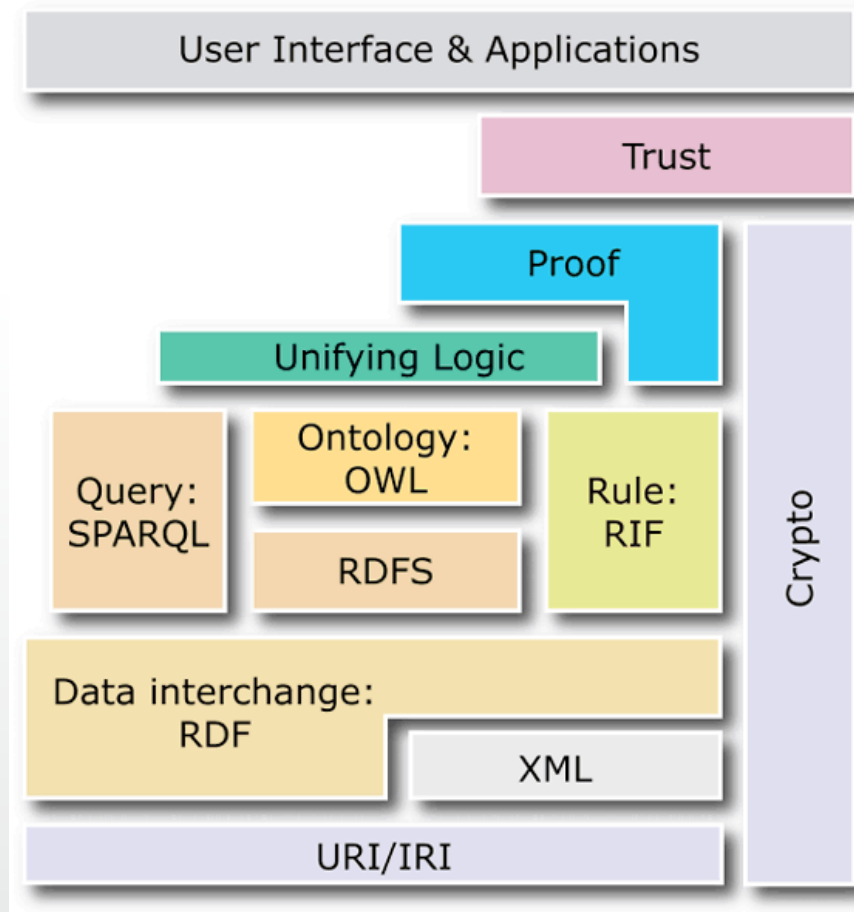 User Interface & Applications
Trust
Proof
Unifying Logic
Query:
SPARQL
Ontology:
OWL
RDFS
Rule:
RIF
Crypto
Data interchange:
RDF
XML
URI/IRI